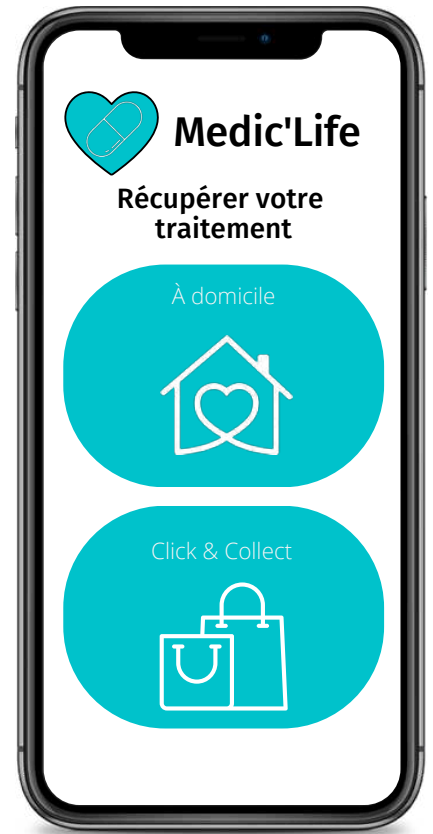 Medic'Life
Récupérer votre
traitement
À domicile
Click & Collect